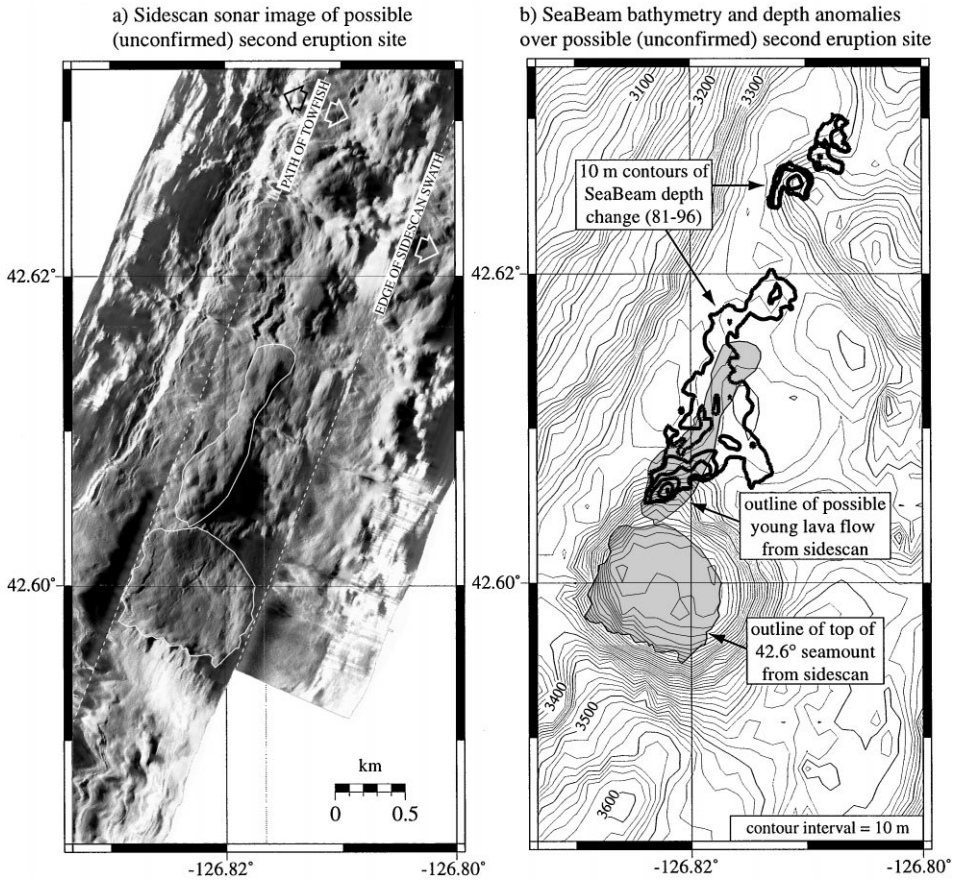 a) Sidescan sonar image of possible
(unconfirmed) second eruption site
PATH OF TOWFISH
EDGE OF SIDESCAN SWATH
42.62°
42.60°
km
0 0.5
-126.82° -126.80°
b) SeaBeam bathymetry and depth anomalies
over possible (unconfirmed) second eruption site
3100
3200
3300
10 m contours of
SeaBeam depth
change (81-96)
42.62°
outline of possible
young lava flow
from sidescan
42.60°
outline of top of
42.6° seamount
from sidescan
3400
3500
3600
contour interval = 10 m
-126.82° -126.80°